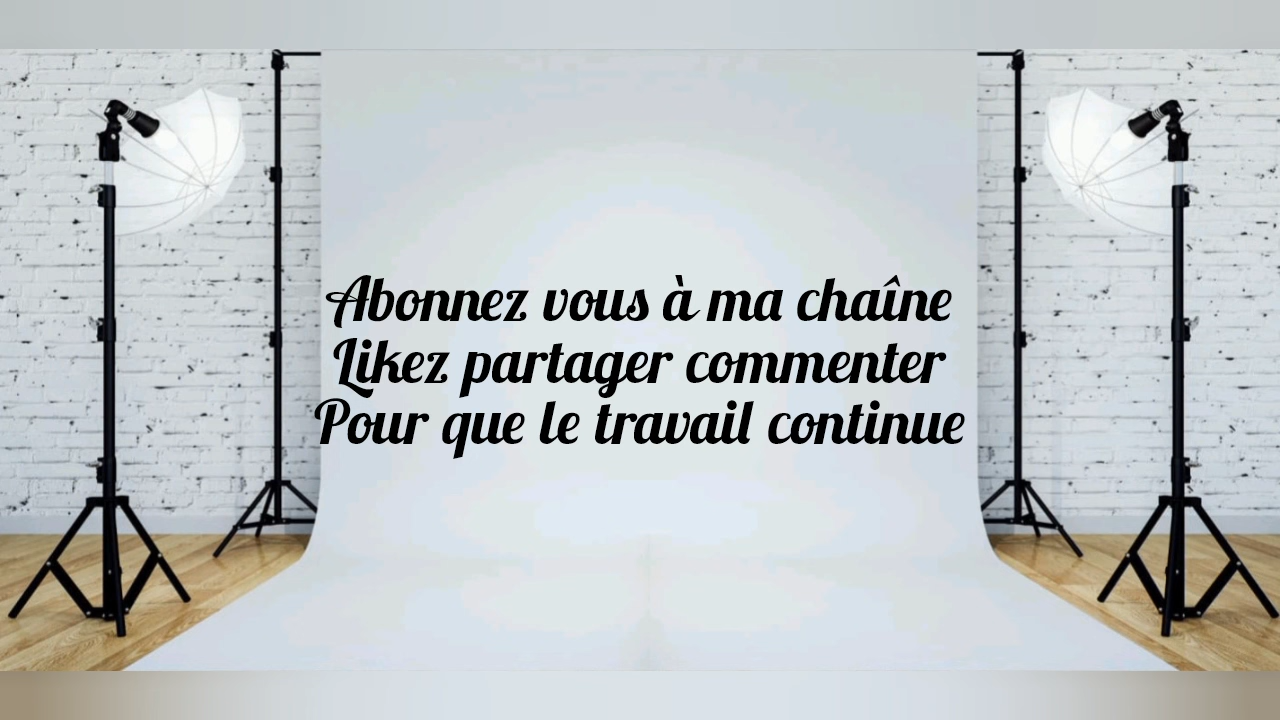 Abonnez vous à ma chaîne
Likez partager commenter
Pour que le travail continue